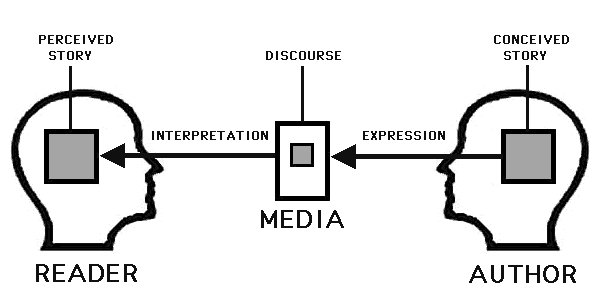 PERCEIVED
STORY
DISCOURSE
CONCEIVED
STORY
INTERPRETATION
EXPRESSION
MEDIA
READER
AUTHOR